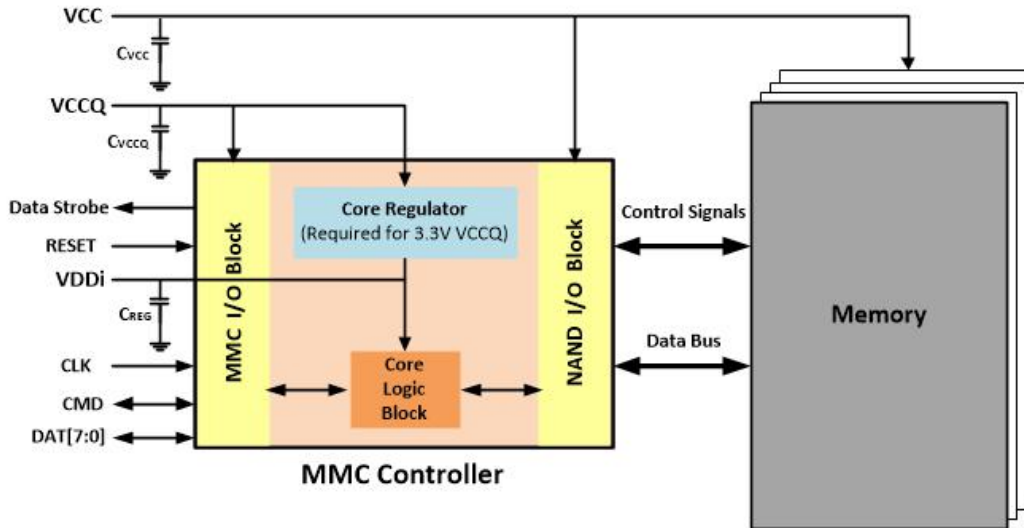 VCC
CVCC
VCCQ
CVCCQ
Data Strobe
RESET
VDDi
CREG
CLK
CMD
DAT[7:0]
MMC I/O Block
Core Regulator
(Required for 3.3V VCCQ)
Core
Logic
Block
NAND I/O Block
MMC Controller
Control Signals
Data Bus
Memory